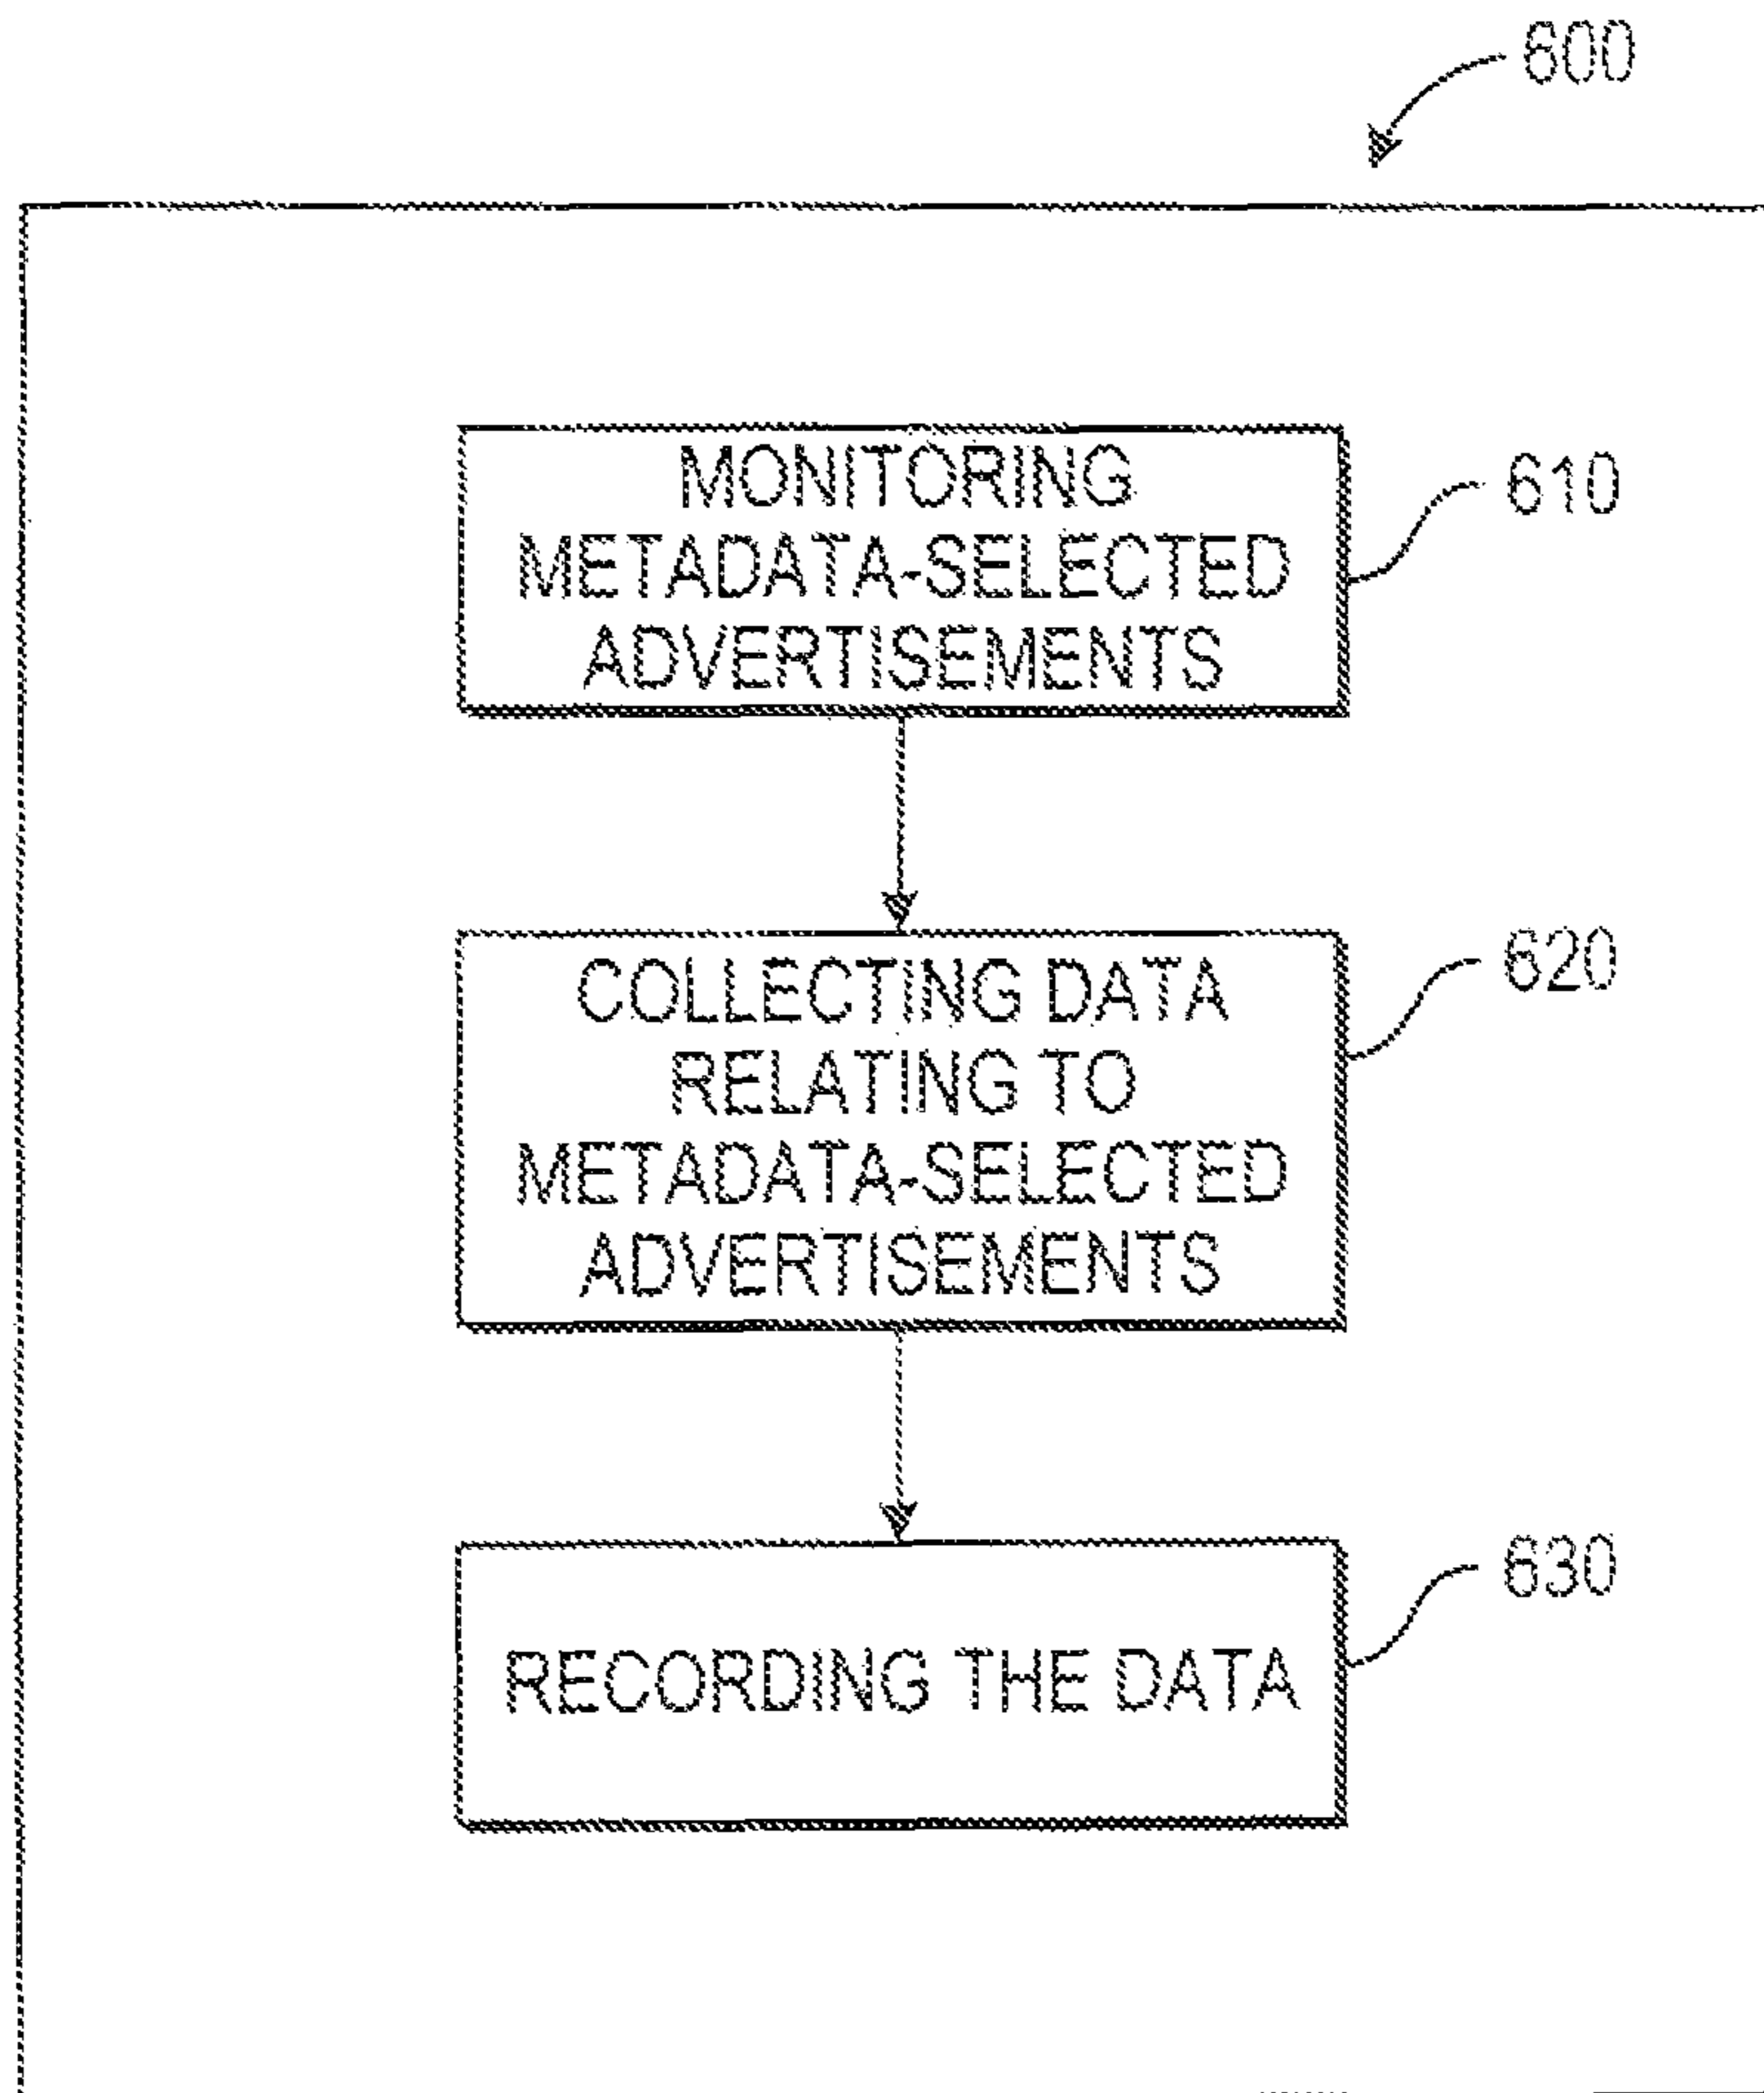 600
MONITORING
METADATA-SELECTED
ADVERTISEMENTS
610
COLLECTING DATA
RELATING TO
METADATA-SELECTED
ADVERTISEMENTS
620
RECORDING THE DATA
630